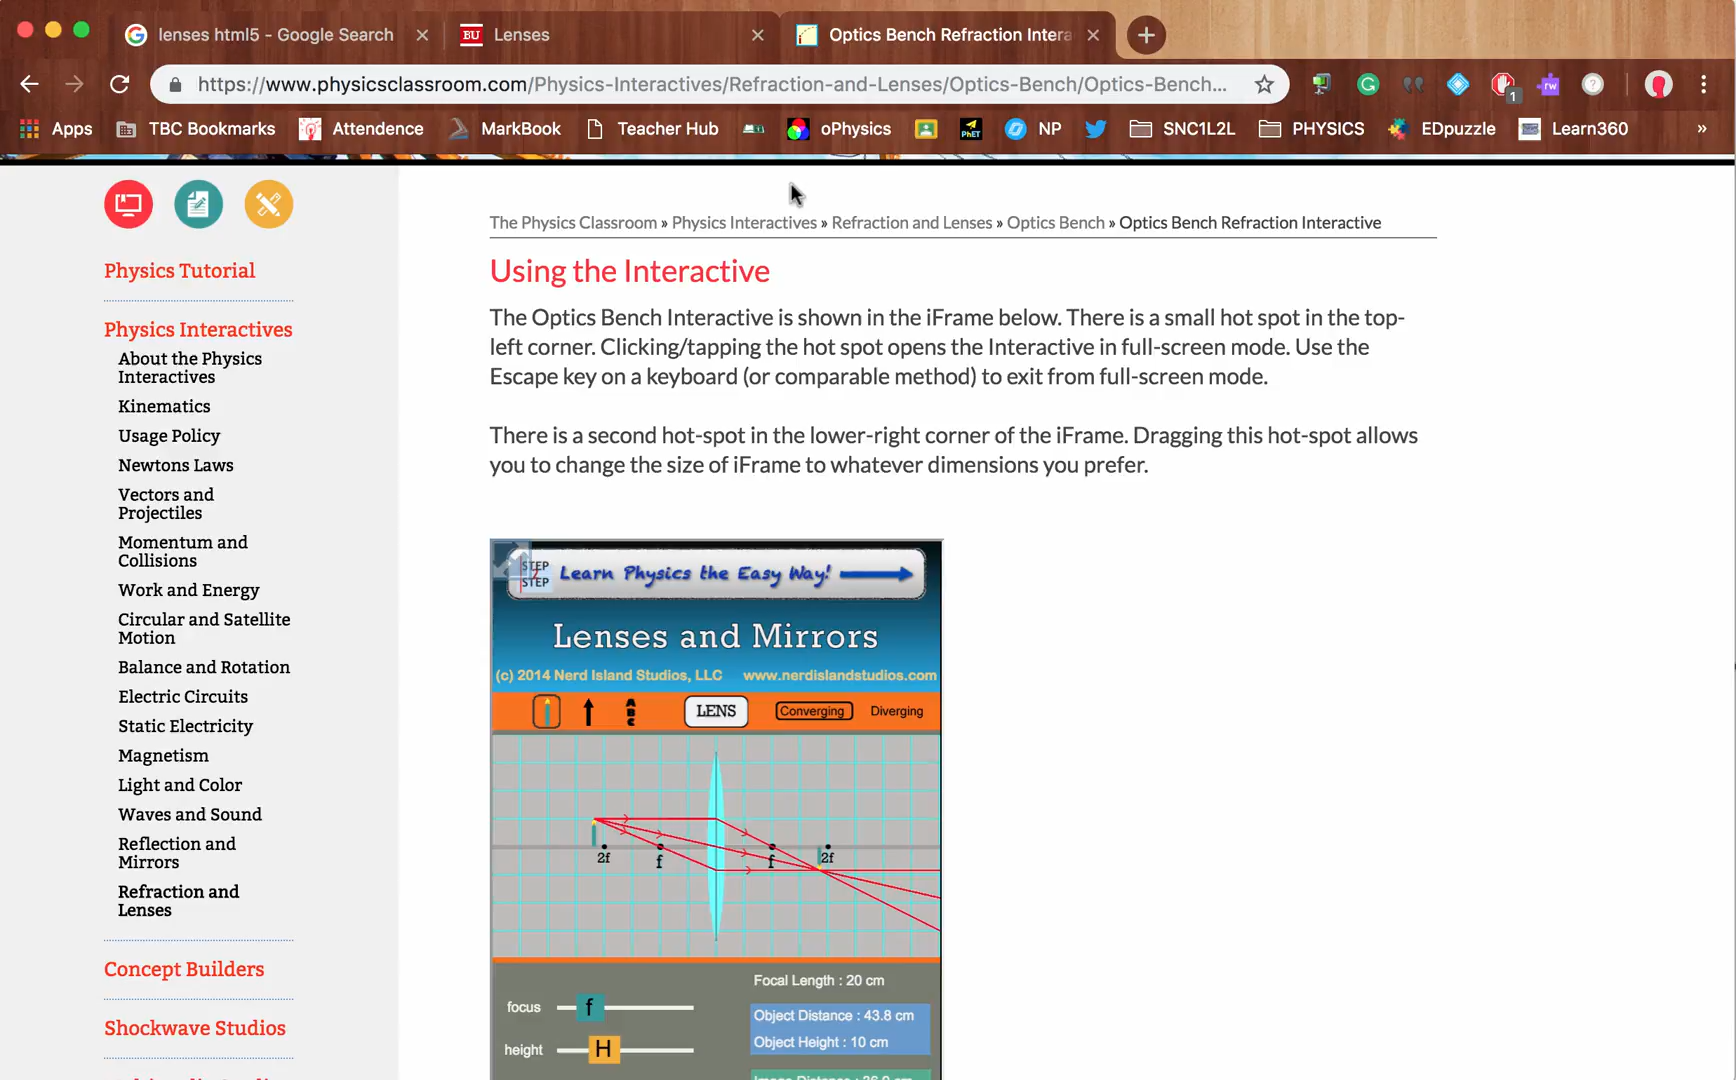 lenses html5 - Google Search
BU Lenses
Optics Bench Refraction Intera
https://www.physicsclassroom.com/Physics-Interactives/Refraction-and-Lenses/Optics-Bench/Optics-Bench...
1
rw
Apps
TBC Bookmarks
Attendence
MarkBook
Teacher Hub
oPhysics
PhET
NP
SNC1L2L
PHYSICS
EDpuzzle
Learn360
»
The Physics Classroom » Physics Interactives » Refraction and Lenses » Optics Bench » Optics Bench Refraction Interactive
Physics Tutorial
Physics Interactives
About the Physics
Interactives
Kinematics
Usage Policy
Newtons Laws
Vectors and
Projectiles
Momentum and
Collisions
Work and Energy
Circular and Satellite
Motion
Balance and Rotation
Electric Circuits
Static Electricity
Magnetism
Light and Color
Waves and Sound
Reflection and
Mirrors
Refraction and
Lenses
Concept Builders
Shockwave Studios
Using the Interactive
The Optics Bench Interactive is shown in the iFrame below. There is a small hot spot in the top-
left corner. Clicking/tapping the hot spot opens the Interactive in full-screen mode. Use the
Escape key on a keyboard (or comparable method) to exit from full-screen mode.
There is a second hot-spot in the lower-right corner of the iFrame. Dragging this hot-spot allows
you to change the size of iFrame to whatever dimensions you prefer.
STEP
STEP
Learn Physics the Easy Way!
Lenses and Mirrors
(c) 2014 Nerd Island Studios, LLC www.nerdislandstudios.com
A
B
C
LENS
Converging
Diverging
2f
f
f
2f
focus
f
height
H
Focal Length : 20 cm
Object Distance : 43.8 cm
Object Height : 10 cm